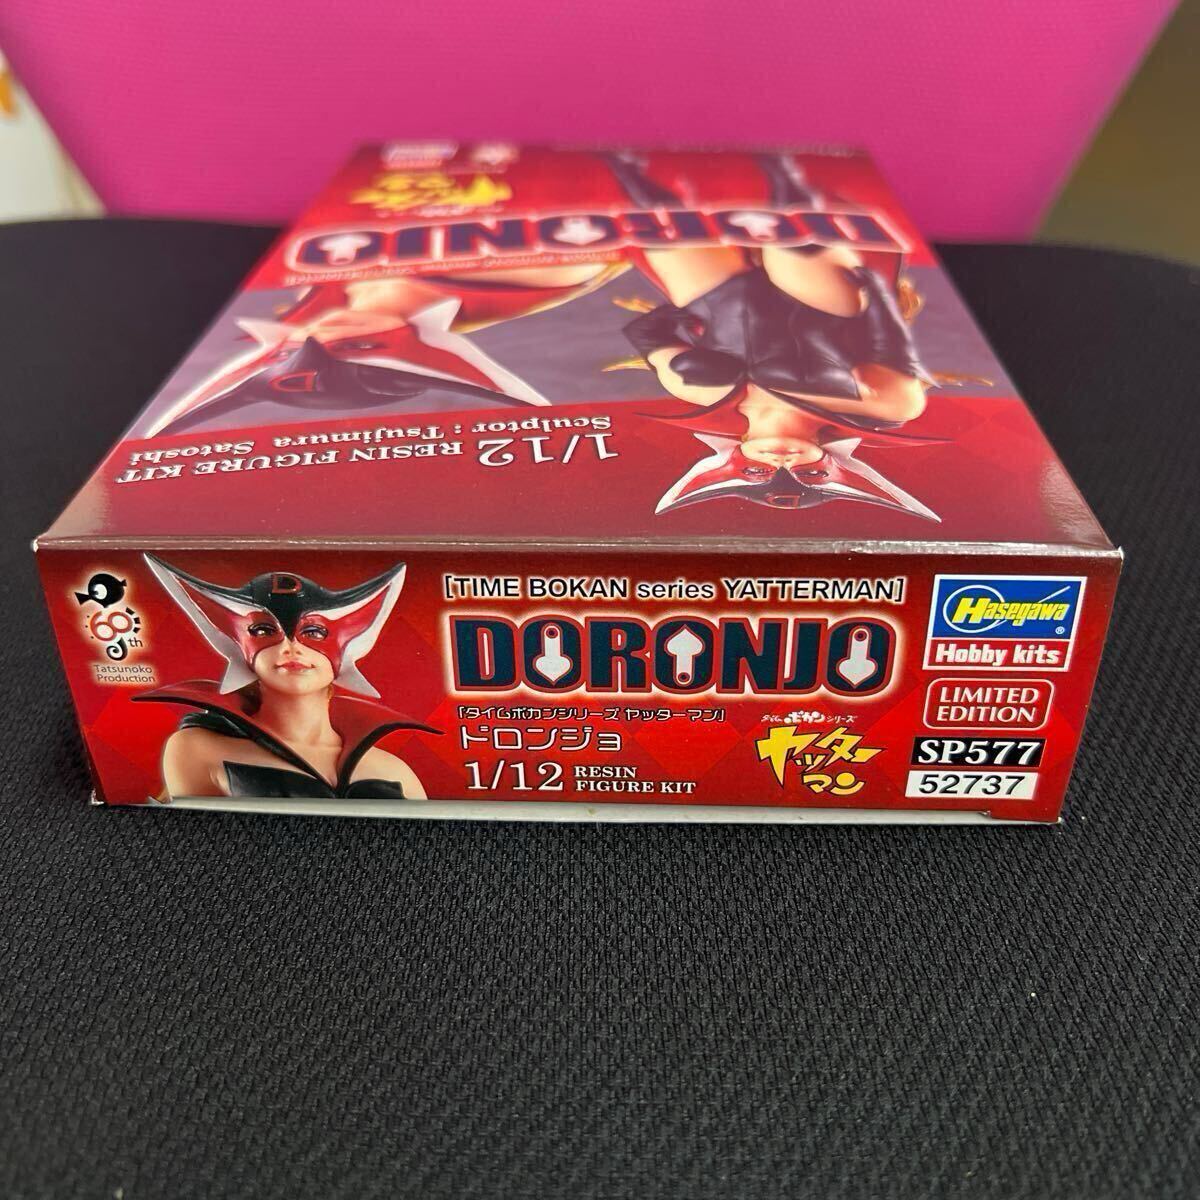 DORONJO
1/12 RESIN FIGURE KIT
Sculptor : Tsujimura Satoshi
D
D
D
60th
Tatsunoko
Production
[TIME BOKAN series YATTERMAN]
DORONJO
「タイムボカンシリーズ ヤッターマン」
ドロンジョ
1/12 RESIN
FIGURE KIT
タイムボカンシリーズ
ヤッター
マン
Hasegawa
Hobby kits
LIMITED
EDITION
SP577
52737